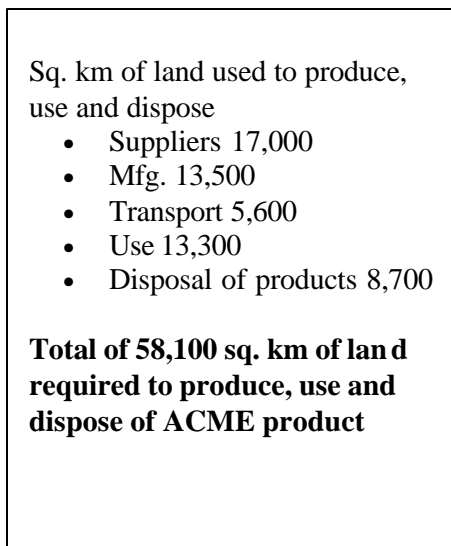 Sq. km of land used to produce,
use and dispose
• Suppliers 17,000
• Mfg. 13,500
• Transport 5,600
• Use 13,300
• Disposal of products 8,700
Total of 58,100 sq. km of land
required to produce, use and
dispose of ACME product